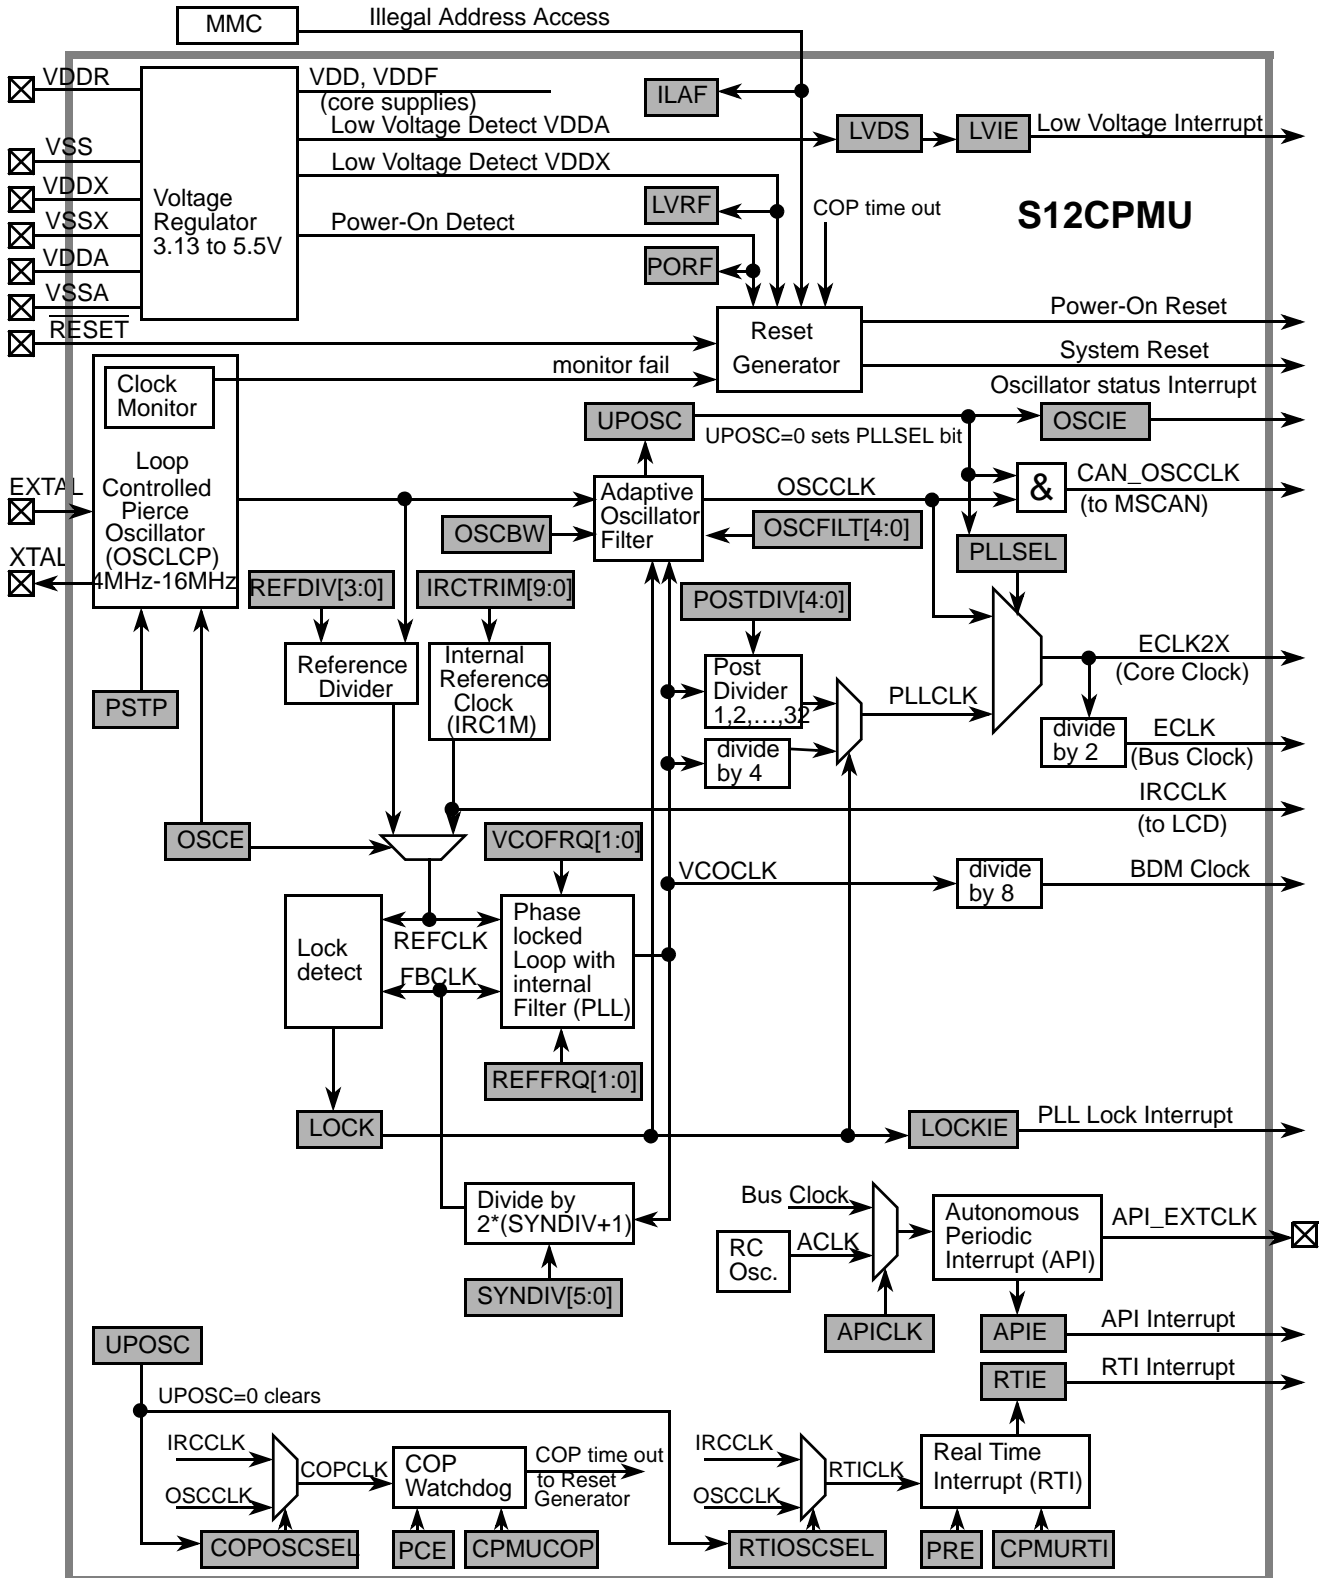 MMC
Illegal Address Access
VDDR
VDD, VDDF
(core supplies)
ILAF
Low Voltage Detect VDDA
LVDS
LVIE
Low Voltage Interrupt
VSS
Low Voltage Detect VDDX
VDDX
Voltage
Regulator
3.13 to 5.5V
LVRF
COP time out
S12CPMU
VSSX
Power-On Detect
VDDA
PORF
VSSA
RESET
Reset
Generator
Power-On Reset
System Reset
monitor fail
Clock
Monitor
Oscillator status Interrupt
UPOSC
UPOSC=0 sets PLLSEL bit
OSCIE
Loop
Controlled
Pierce
Oscillator
(OSCLCP)
4MHz-16MHz
EXTAL
XTAL
Adaptive
Oscillator
Filter
OSCCLK
&
CAN_OSCCLK
(to MSCAN)
OSCBW
OSCFILT[4:0]
PLLSEL
REFDIV[3:0]
IRCTRIM[9:0]
POSTDIV[4:0]
Reference
Divider
Internal
Reference
Clock
(IRC1M)
Post
Divider
1,2,…,32
PLLCLK
ECLK2X
(Core Clock)
PSTP
divide
by 4
divide
by 2
ECLK
(Bus Clock)
IRCCLK
(to LCD)
OSCE
VCOFRQ[1:0]
VCOCLK
divide
by 8
BDM Clock
Lock
detect
REFCLK
FBCLK
Phase
locked
Loop with
internal
Filter (PLL)
REFFRQ[1:0]
LOCK
LOCKIE
PLL Lock Interrupt
Divide by
2*(SYNDIV+1)
Bus Clock
RC
Osc.
ACLK
Autonomous
Periodic
Interrupt (API)
API_EXTCLK
SYNDIV[5:0]
APICLK
APIE
API Interrupt
UPOSC
RTIE
RTI Interrupt
UPOSC=0 clears
IRCCLK
OSCCLK
COPCLK
COP
Watchdog
COP time out
to Reset
Generator
IRCCLK
OSCCLK
RTICLK
Real Time
Interrupt (RTI)
COPOSCSEL
PCE
CPMUCOP
RTIOSCSEL
PRE
CPMURTI